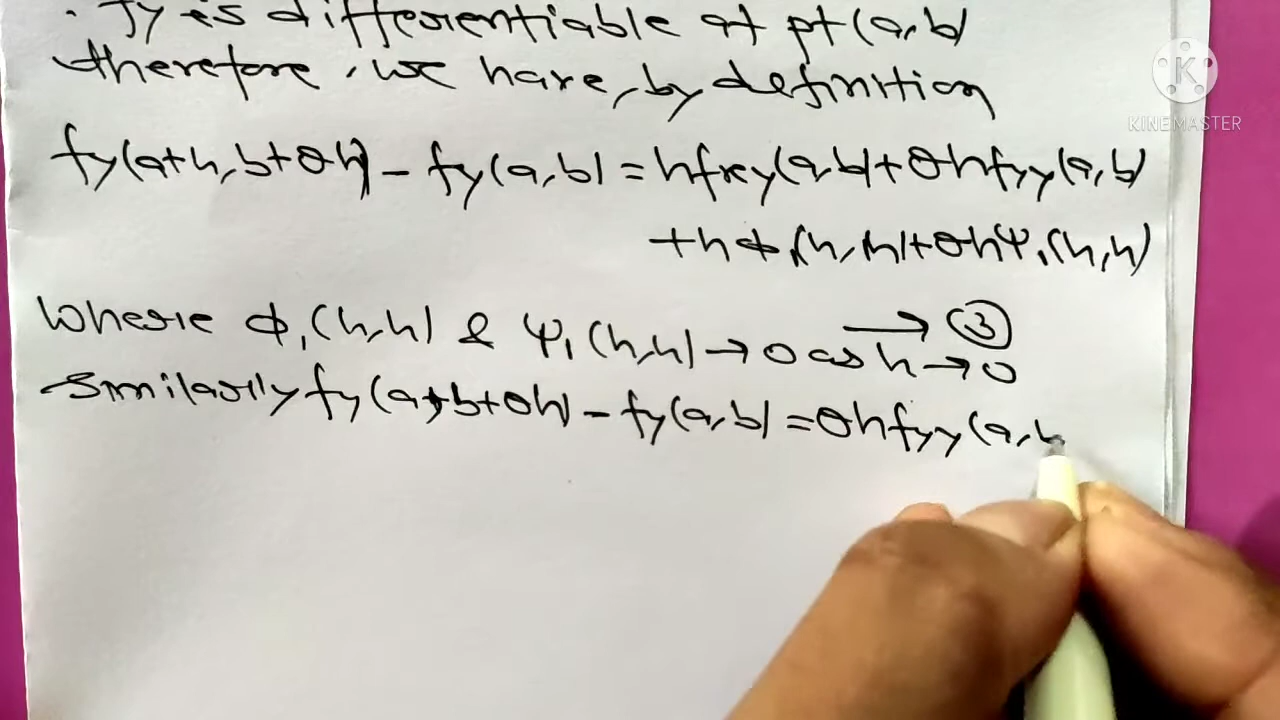 . fy is differentiable at pt(a,b)
therefore, we have, by definition
fy(a+h, b+θh) - fy(a,b) = hfxy(a,b)+θhfyy(a,b)
+hφ₁(h,h)+θhψ₁(h,h)
Where φ₁(h,h) & ψ₁(h,h)→0 as h→0
→ ③
Similarly fy(a,b+θh) - fy(a,b) = θhfyy(a,b
K
KINEMASTER